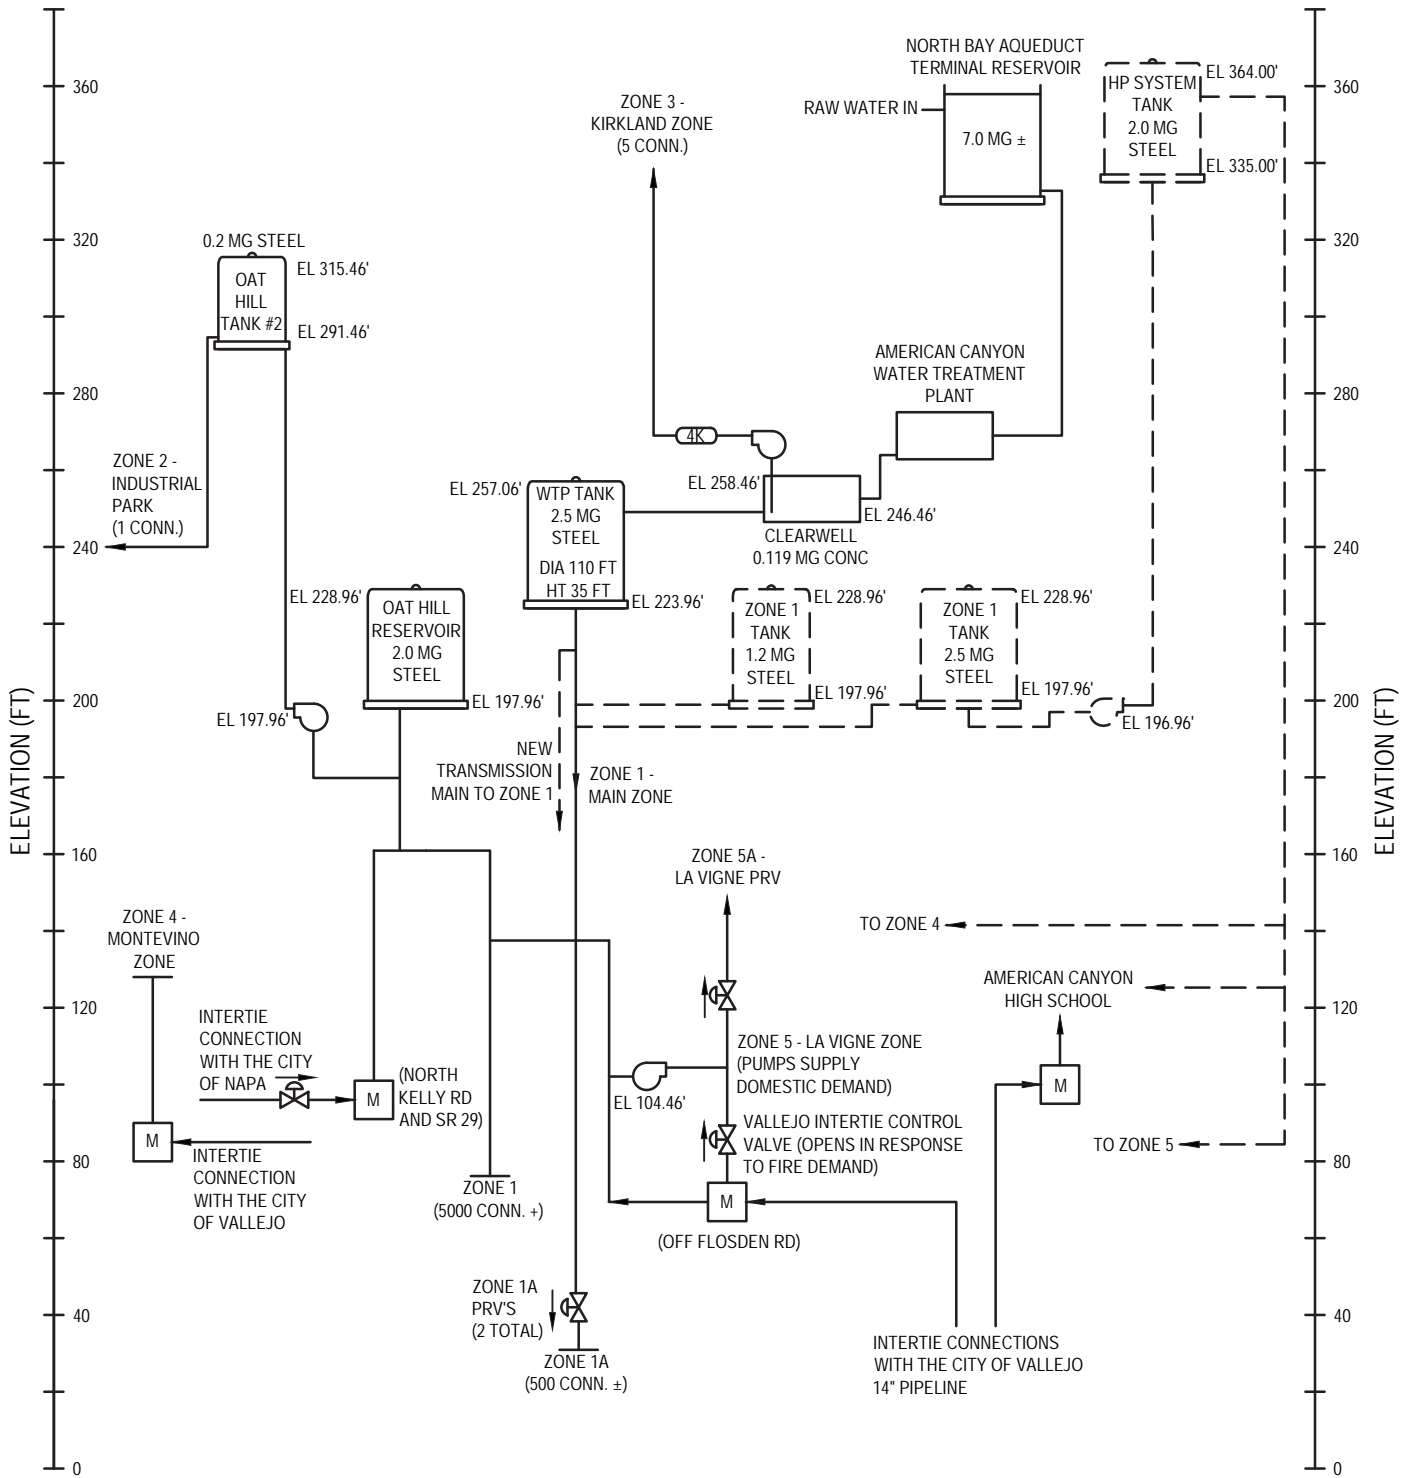 NORTH BAY AQUEDUCT
TERMINAL RESERVOIR
RAW WATER IN
7.0 MG ±
HP SYSTEM
TANK
2.0 MG
STEEL
EL 364.00'
EL 335.00'
ZONE 3 -
KIRKLAND ZONE
(5 CONN.)
0.2 MG STEEL
OAT
HILL
TANK #2
EL 315.46'
EL 291.46'
AMERICAN CANYON
WATER TREATMENT
PLANT
4K
ZONE 2 -
INDUSTRIAL
PARK
(1 CONN.)
EL 257.06'
WTP TANK
2.5 MG
STEEL
DIA 110 FT
HT 35 FT
EL 223.96'
EL 258.46'
EL 246.46'
CLEARWELL
0.119 MG CONC
EL 228.96'
OAT HILL
RESERVOIR
2.0 MG
STEEL
EL 197.96'
EL 197.96'
ZONE 1
TANK
1.2 MG
STEEL
EL 228.96'
EL 197.96'
ZONE 1
TANK
2.5 MG
STEEL
EL 228.96'
EL 197.96'
EL 196.96'
NEW
TRANSMISSION
MAIN TO ZONE 1
ZONE 1 -
MAIN ZONE
ZONE 5A -
LA VIGNE PRV
ZONE 4 -
MONTEVINO
ZONE
TO ZONE 4
AMERICAN CANYON
HIGH SCHOOL
INTERTIE
CONNECTION
WITH THE CITY
OF NAPA
M
(NORTH
KELLY RD
AND SR 29)
M
INTERTIE
CONNECTION
WITH THE CITY
OF VALLEJO
ZONE 5 - LA VIGNE ZONE
(PUMPS SUPPLY
DOMESTIC DEMAND)
EL 104.46'
VALLEJO INTERTIE CONTROL
VALVE (OPENS IN RESPONSE
TO FIRE DEMAND)
M
M
TO ZONE 5
ZONE 1
(5000 CONN. +)
(OFF FLOSDEN RD)
ZONE 1A
PRV'S
(2 TOTAL)
ZONE 1A
(500 CONN. ±)
INTERTIE CONNECTIONS
WITH THE CITY OF VALLEJO
14" PIPELINE
ELEVATION (FT)
360
320
280
240
200
160
120
80
40
0
ELEVATION (FT)
360
320
280
240
200
160
120
80
40
0